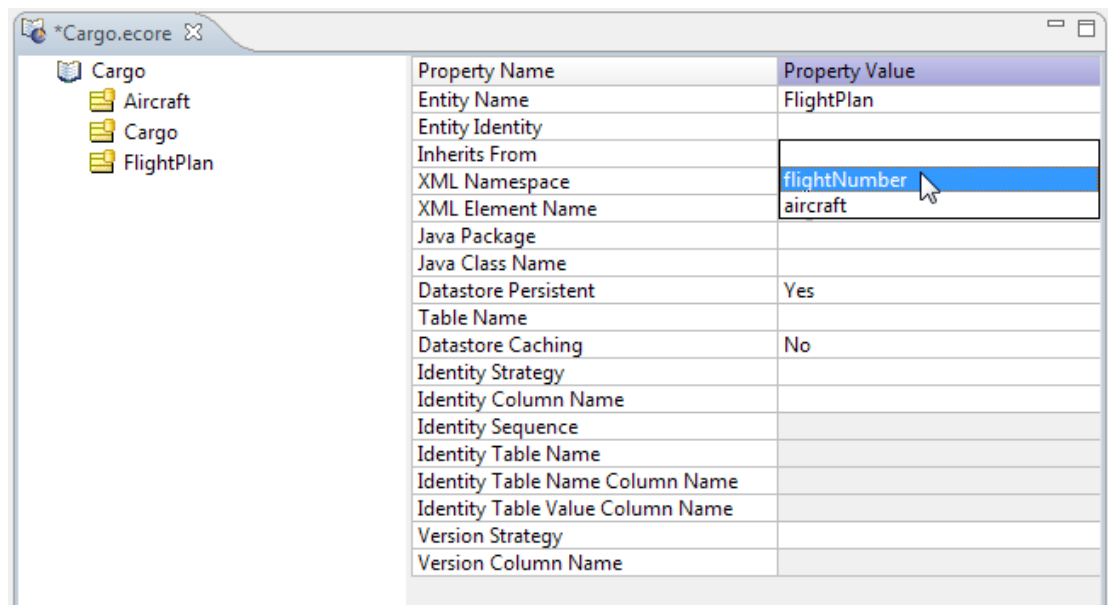 *Cargo.ecore
Cargo
Aircraft
Cargo
FlightPlan
Property Name Property Value
Entity Name FlightPlan
Entity Identity
Inherits From
XML Namespace flightNumber
XML Element Name aircraft
Java Package
Java Class Name
Datastore Persistent Yes
Table Name
Datastore Caching No
Identity Strategy
Identity Column Name
Identity Sequence
Identity Table Name
Identity Table Name Column Name
Identity Table Value Column Name
Version Strategy
Version Column Name